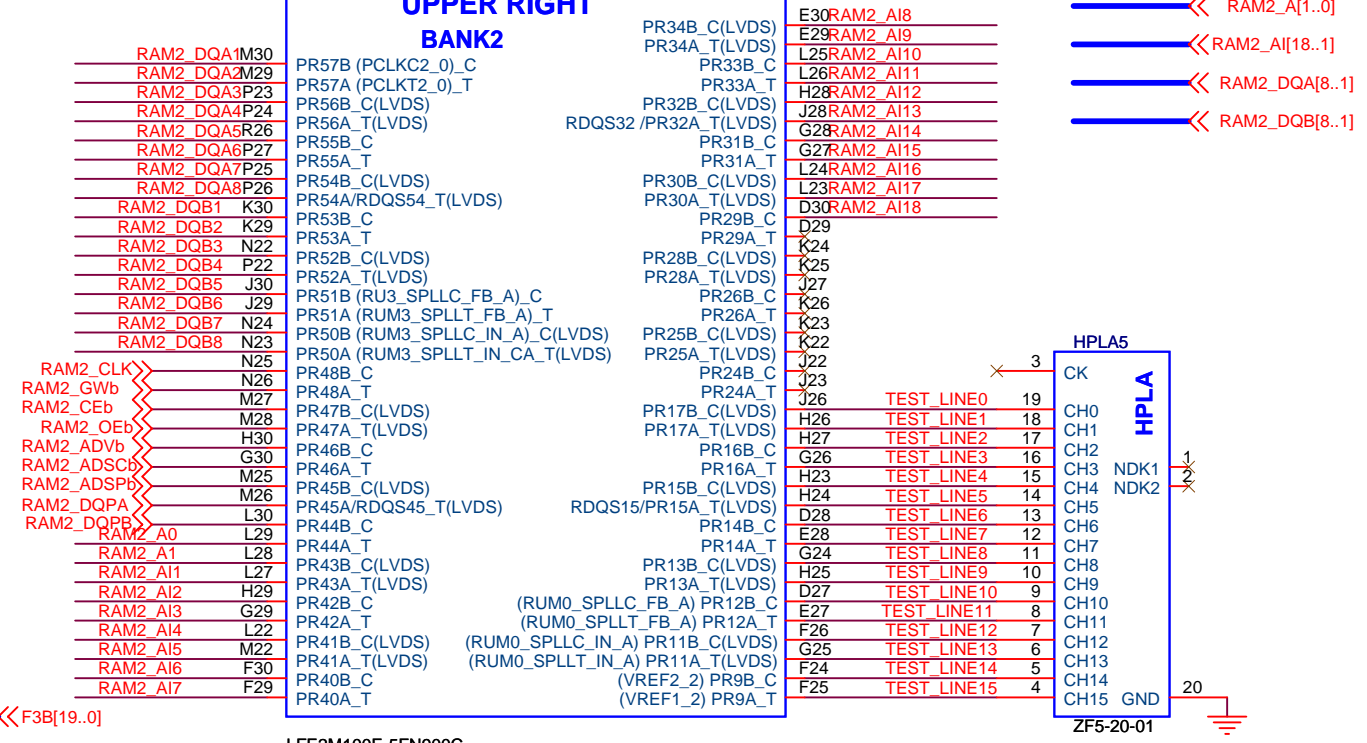 UPPER RIGHT
BANK2
RAM2_DQA1 M30 PR57B (PCLKC2_0)_C
RAM2_DQA2 M29 PR57A (PCLKT2_0)_T
RAM2_DQA3 P23 PR56B_C(LVDS)
RAM2_DQA4 P24 PR56A_T(LVDS)
RAM2_DQA5 R26 PR55B_C
RAM2_DQA6 P27 PR55A_T
RAM2_DQA7 P25 PR54B_C(LVDS)
RAM2_DQA8 P26 PR54A/RDQS54_T(LVDS)
RAM2_DQB1 K30 PR53B_C
RAM2_DQB2 K29 PR53A_T
RAM2_DQB3 N22 PR52B_C(LVDS)
RAM2_DQB4 P22 PR52A_T(LVDS)
RAM2_DQB5 J30 PR51B (RU3_SPLLC_FB_A)_C
RAM2_DQB6 J29 PR51A (RUM3_SPLLT_FB_A)_T
RAM2_DQB7 N24 PR50B (RUM3_SPLLC_IN_A)_C(LVDS)
RAM2_DQB8 N23 PR50A (RUM3_SPLLT_IN_CA_T(LVDS)
RAM2_CLK N25 PR48B_C
RAM2_GWb N26 PR48A_T
RAM2_CEb M27 PR47B_C(LVDS)
RAM2_OEb M28 PR47A_T(LVDS)
RAM2_ADVb H30 PR46B_C
RAM2_ADSCb G30 PR46A_T
RAM2_ADSPb M25 PR45B_C(LVDS)
RAM2_DQPA M26 PR45A/RDQS45_T(LVDS)
RAM2_DQPB L30 PR44B_C
RAM2_A0 L29 PR44A_T
RAM2_A1 L28 PR43B_C(LVDS)
RAM2_AI1 L27 PR43A_T(LVDS)
RAM2_AI2 H29 PR42B_C
RAM2_AI3 G29 PR42A_T
RAM2_AI4 L22 PR41B_C(LVDS)
RAM2_AI5 M22 PR41A_T(LVDS)
RAM2_AI6 F30 PR40B_C
RAM2_AI7 F29 PR40A_T
F3B[19..0]
PR34B_C(LVDS) E30 RAM2_AI8
PR34A_T(LVDS) E29 RAM2_AI9
PR33B_C L25 RAM2_AI10
PR33A_T L26 RAM2_AI11
PR32B_C(LVDS) H28 RAM2_AI12
RDQS32 /PR32A_T(LVDS) J28 RAM2_AI13
PR31B_C G28 RAM2_AI14
PR31A_T G27 RAM2_AI15
PR30B_C(LVDS) L24 RAM2_AI16
PR30A_T(LVDS) L23 RAM2_AI17
PR29B_C D30 RAM2_AI18
PR29A_T D29
PR28B_C(LVDS) K24
PR28A_T(LVDS) K25
PR26B_C J27
PR26A_T K26
PR25B_C(LVDS) K23
PR25A_T(LVDS) K22
PR24B_C J22
PR24A_T J23
PR17B_C(LVDS) J26 TEST_LINE0 19 CH0
PR17A_T(LVDS) H26 TEST_LINE1 18 CH1
PR16B_C H27 TEST_LINE2 17 CH2
PR16A_T G26 TEST_LINE3 16 CH3
PR15B_C(LVDS) H23 TEST_LINE4 15 CH4
RDQS15/PR15A_T(LVDS) H24 TEST_LINE5 14 CH5
PR14B_C D28 TEST_LINE6 13 CH6
PR14A_T E28 TEST_LINE7 12 CH7
PR13B_C(LVDS) G24 TEST_LINE8 11 CH8
PR13A_T(LVDS) H25 TEST_LINE9 10 CH9
(RUM0_SPLLC_FB_A) PR12B_C D27 TEST_LINE10 9 CH10
(RUM0_SPLLT_FB_A) PR12A_T E27 TEST_LINE11 8 CH11
(RUM0_SPLLC_IN_A) PR11B_C(LVDS) F26 TEST_LINE12 7 CH12
(RUM0_SPLLT_IN_A) PR11A_T(LVDS) G25 TEST_LINE13 6 CH13
(VREF2_2) PR9B_C F24 TEST_LINE14 5 CH14
(VREF1_2) PR9A_T F25 TEST_LINE15 4 CH15
RAM2_A[1..0]
RAM2_AI[18..1]
RAM2_DQA[8..1]
RAM2_DQB[8..1]
HPLA5
3 CK
HPLA
NDK1 1
NDK2 2
GND 20
ZF5-20-01